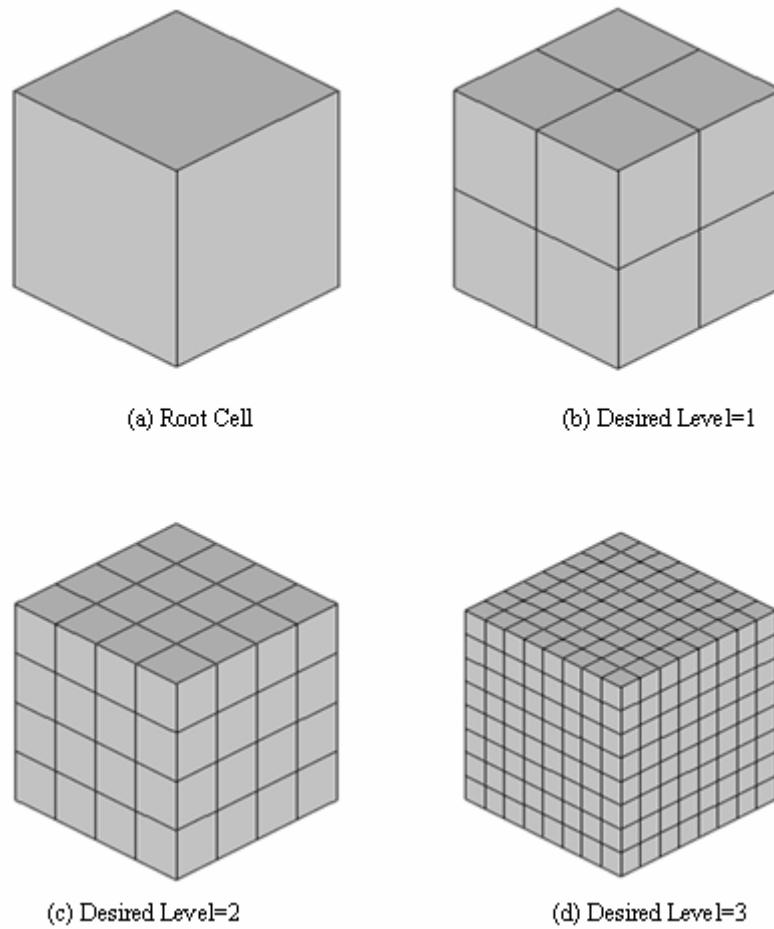 (a) Root Cell
(b) Desired Level=1
(c) Desired Level=2
(d) Desired Level=3